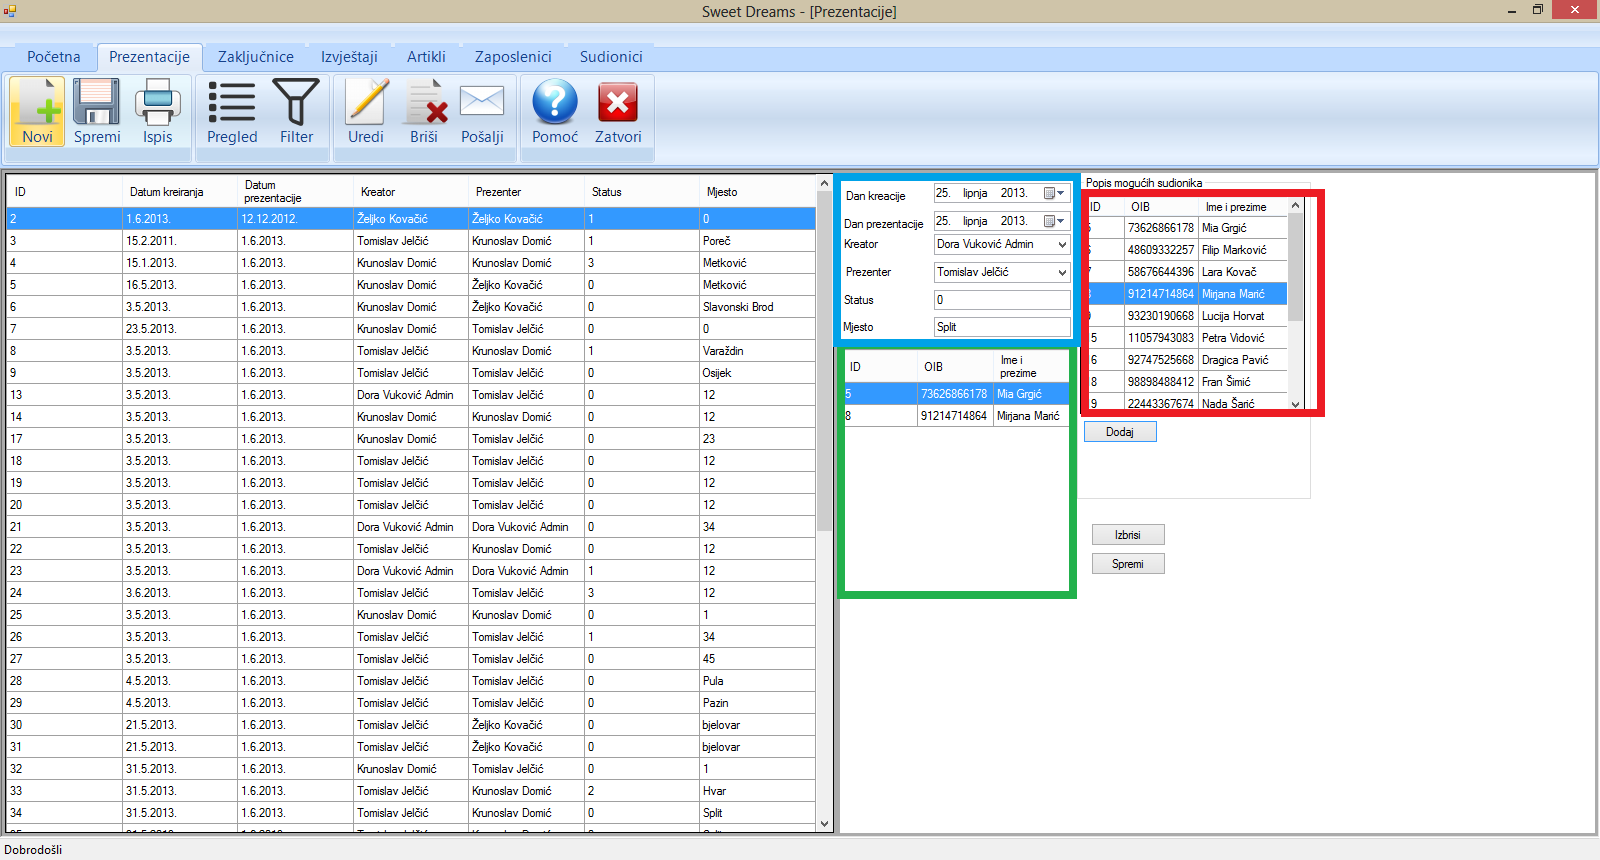 Sweet Dreams - [Prezentacije]
Početna Prezentacije Zaključnice Izvještaji Artikli Zaposlenici Sudionici
Novi Spremi Ispis Pregled Filter Uredi Briši Pošalji Pomoć Zatvori
ID Datum kreiranja Datum prezentacije Kreator Prezenter Status Mjesto
2 1.6.2013. 12.12.2012. Željko Kovačić Željko Kovačić 1 0
3 15.2.2011. 1.6.2013. Tomislav Jelčić Krunoslav Domić 1 Poreč
4 15.1.2013. 1.6.2013. Krunoslav Domić Krunoslav Domić 3 Metković
5 16.5.2013. 1.6.2013. Krunoslav Domić Željko Kovačić 0 Metković
6 3.5.2013. 1.6.2013. Krunoslav Domić Željko Kovačić 0 Slavonski Brod
7 23.5.2013. 1.6.2013. Krunoslav Domić Tomislav Jelčić 0 0
8 3.5.2013. 1.6.2013. Tomislav Jelčić Krunoslav Domić 1 Varaždin
9 3.5.2013. 1.6.2013. Tomislav Jelčić Tomislav Jelčić 0 Osijek
13 3.5.2013. 1.6.2013. Dora Vuković Admin Tomislav Jelčić 0 12
14 3.5.2013. 1.6.2013. Krunoslav Domić Krunoslav Domić 0 12
17 3.5.2013. 1.6.2013. Krunoslav Domić Tomislav Jelčić 0 23
18 3.5.2013. 1.6.2013. Tomislav Jelčić Tomislav Jelčić 0 12
19 3.5.2013. 1.6.2013. Tomislav Jelčić Tomislav Jelčić 0 12
20 3.5.2013. 1.6.2013. Tomislav Jelčić Tomislav Jelčić 0 12
21 3.5.2013. 1.6.2013. Dora Vuković Admin Dora Vuković Admin 0 34
22 3.5.2013. 1.6.2013. Tomislav Jelčić Krunoslav Domić 0 12
23 3.5.2013. 1.6.2013. Dora Vuković Admin Dora Vuković Admin 1 12
24 3.6.2013. 1.6.2013. Tomislav Jelčić Tomislav Jelčić 3 12
25 3.5.2013. 1.6.2013. Krunoslav Domić Krunoslav Domić 0 1
26 3.5.2013. 1.6.2013. Tomislav Jelčić Tomislav Jelčić 1 34
27 3.5.2013. 1.6.2013. Tomislav Jelčić Tomislav Jelčić 0 45
28 4.5.2013. 1.6.2013. Tomislav Jelčić Tomislav Jelčić 0 Pula
29 4.5.2013. 1.6.2013. Tomislav Jelčić Tomislav Jelčić 0 Pazin
30 21.5.2013. 1.6.2013. Tomislav Jelčić Željko Kovačić 0 bjelovar
31 21.5.2013. 1.6.2013. Tomislav Jelčić Željko Kovačić 0 bjelovar
32 31.5.2013. 1.6.2013. Krunoslav Domić Tomislav Jelčić 0 1
33 31.5.2013. 1.6.2013. Tomislav Jelčić Krunoslav Domić 2 Hvar
34 31.5.2013. 1.6.2013. Tomislav Jelčić Krunoslav Domić 0 Split
Dan kreacije 25. lipnja 2013.
Dan prezentacije 25. lipnja 2013.
Kreator Dora Vuković Admin
Prezenter Tomislav Jelčić
Status 0
Mjesto Split
ID OIB Ime i prezime
5 73626866178 Mia Grgić
8 91214714864 Mirjana Marić
Popis mogućih sudionika
ID OIB Ime i prezime
73626866178 Mia Grgić
48609332257 Filip Marković
58676644396 Lara Kovač
91214714864 Mirjana Marić
93230190668 Lucija Horvat
5 11057943083 Petra Vidović
6 92747525668 Dragica Pavić
8 98898488412 Fran Šimić
9 22443367674 Nada Šarić
Dodaj
Izbrisi
Spremi
Dobrodošli